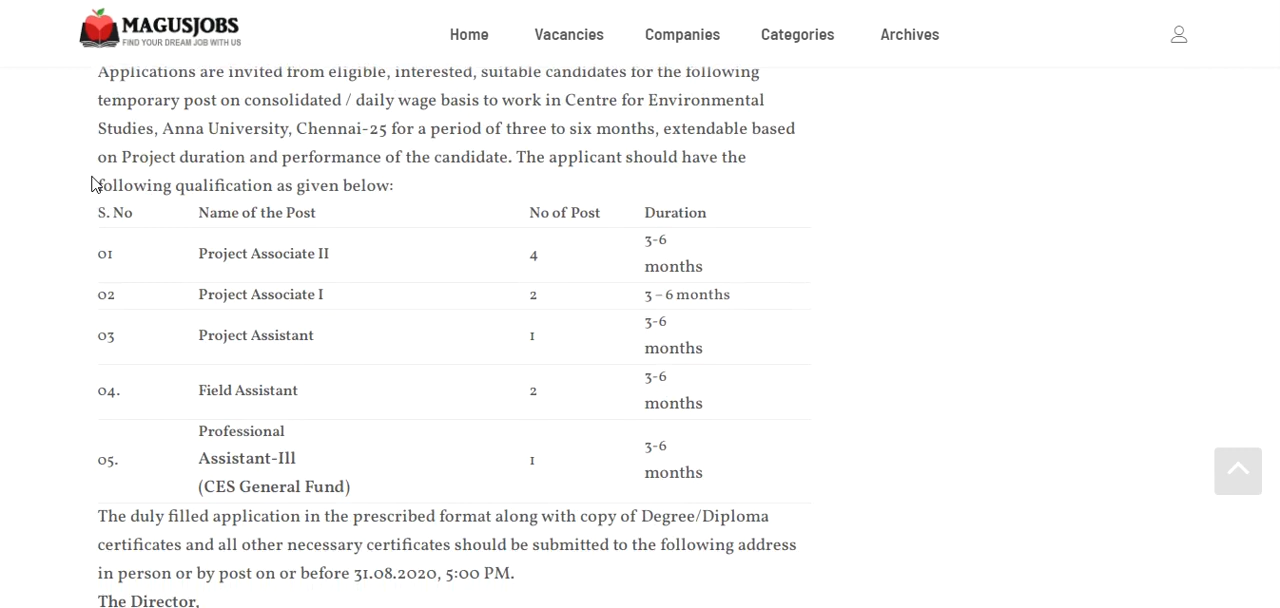 MAGUSJOBS
FIND YOUR DREAM JOB WITH US
Home Vacancies Companies Categories Archives
Applications are invited from eligible, interested, suitable candidates for the following
temporary post on consolidated / daily wage basis to work in Centre for Environmental
Studies, Anna University, Chennai-25 for a period of three to six months, extendable based
on Project duration and performance of the candidate. The applicant should have the
following qualification as given below:
S. No Name of the Post No of Post Duration
01 Project Associate II 4 3-6
months
02 Project Associate I 2 3 – 6 months
03 Project Assistant 1 3-6
months
04. Field Assistant 2 3-6
months
05. Professional
Assistant-Ill
(CES General Fund) 1 3-6
months
The duly filled application in the prescribed format along with copy of Degree/Diploma
certificates and all other necessary certificates should be submitted to the following address
in person or by post on or before 31.08.2020, 5:00 PM.
The Director,